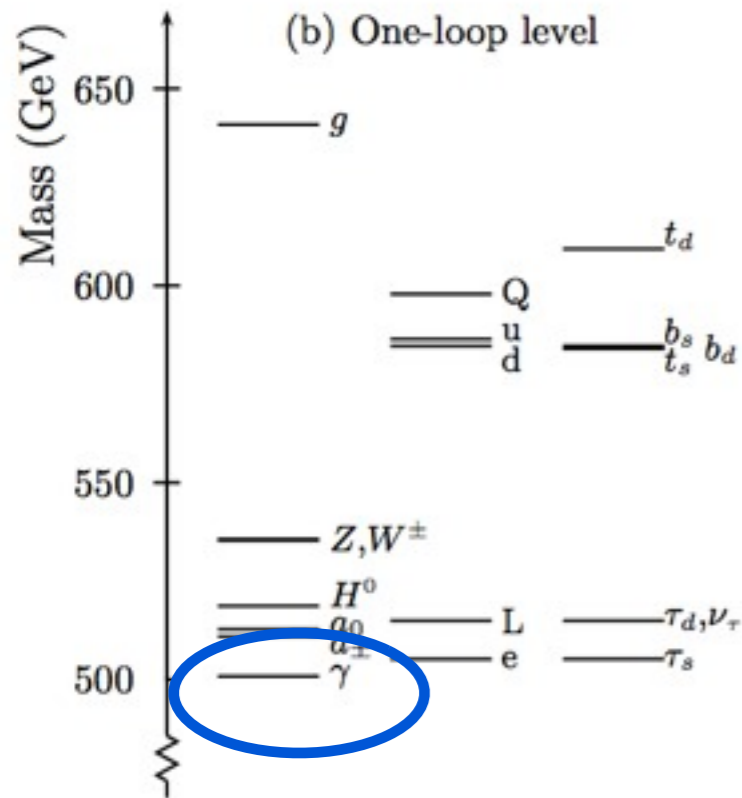 (b) One-loop level
Mass (GeV)
650
g
t_d
600
Q
u
b_s b_d
d
t_s
550
Z,W^±
H^0
a_0
L
τ_d,ν_τ
a_±
e
τ_s
500
γ